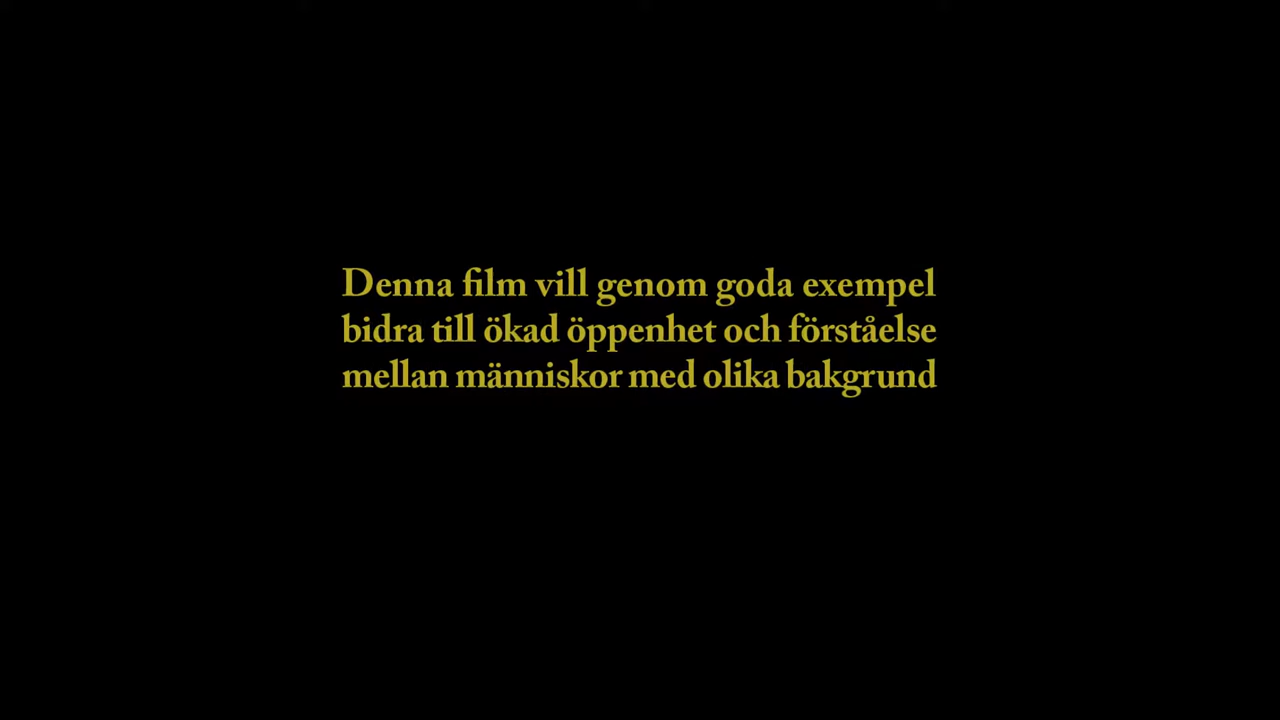 Denna film vill genom goda exempel
bidra till ökad öppenhet och förståelse
mellan människor med olika bakgrund